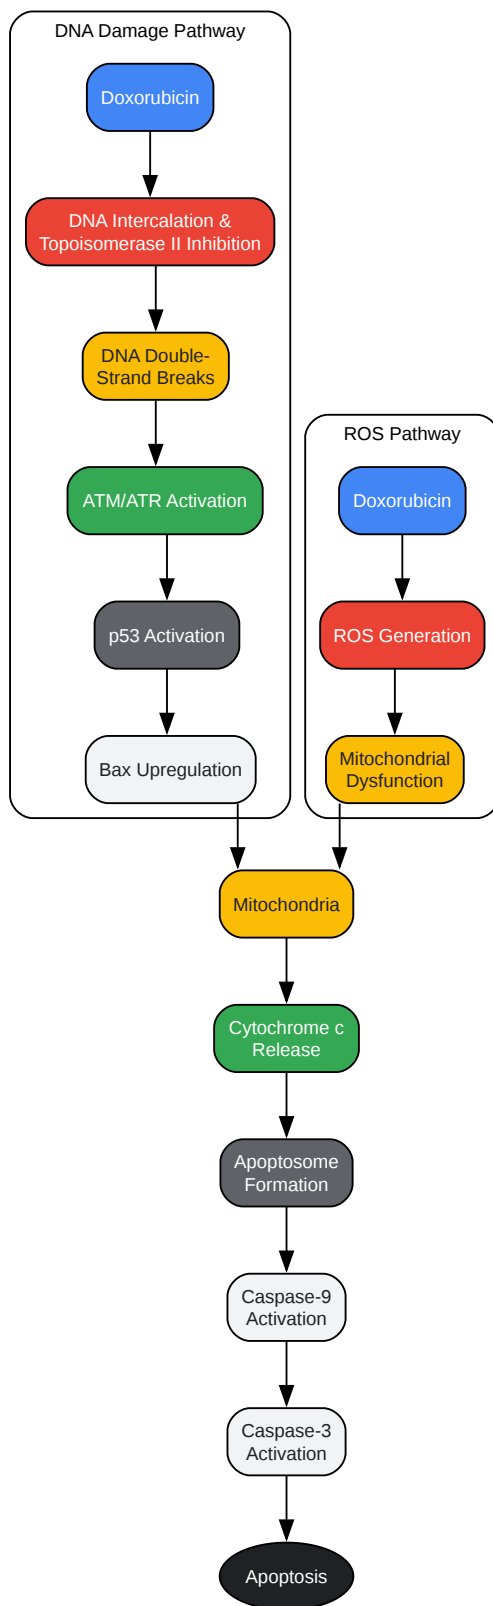 DNA Damage Pathway
Doxorubicin
DNA Intercalation &
Topoisomerase II Inhibition
DNA Double-
Strand Breaks
ATM/ATR Activation
p53 Activation
Bax Upregulation
ROS Pathway
Doxorubicin
ROS Generation
Mitochondrial
Dysfunction
Mitochondria
Cytochrome c
Release
Apoptosome
Formation
Caspase-9
Activation
Caspase-3
Activation
Apoptosis